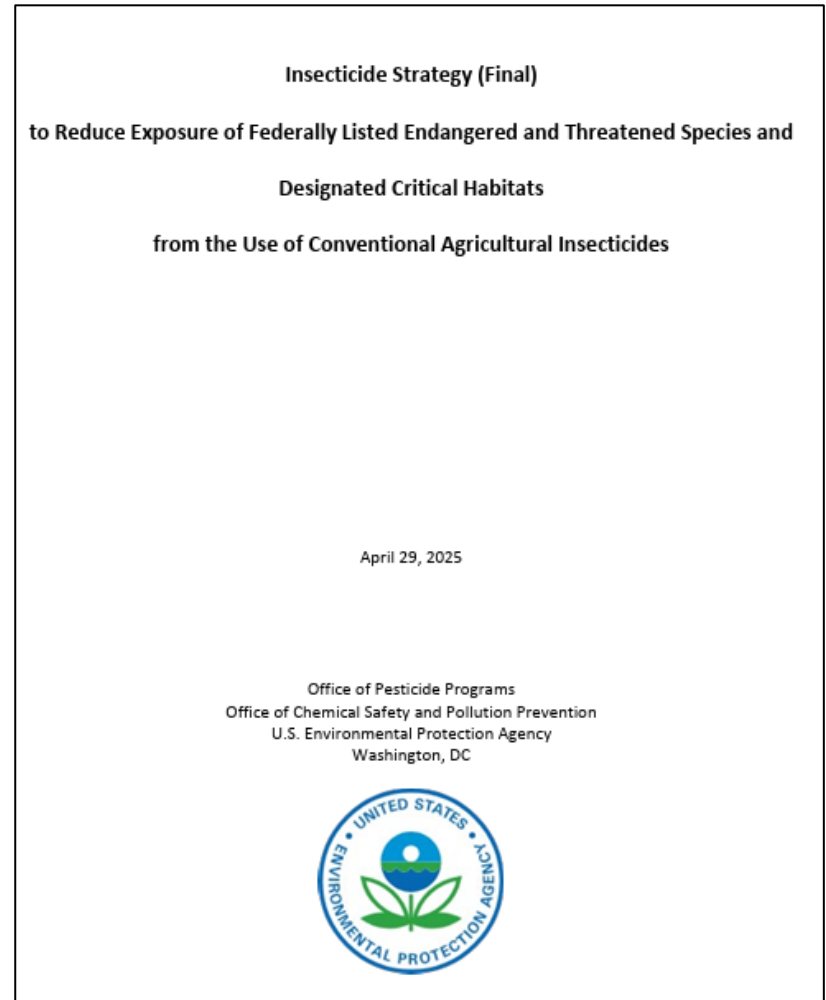 Insecticide Strategy (Final)
to Reduce Exposure of Federally Listed Endangered and Threatened Species and
Designated Critical Habitats
from the Use of Conventional Agricultural Insecticides
April 29, 2025
Office of Pesticide Programs
Office of Chemical Safety and Pollution Prevention
U.S. Environmental Protection Agency
Washington, DC
UNITED STATES
ENVIRONMENTAL PROTECTION AGENCY